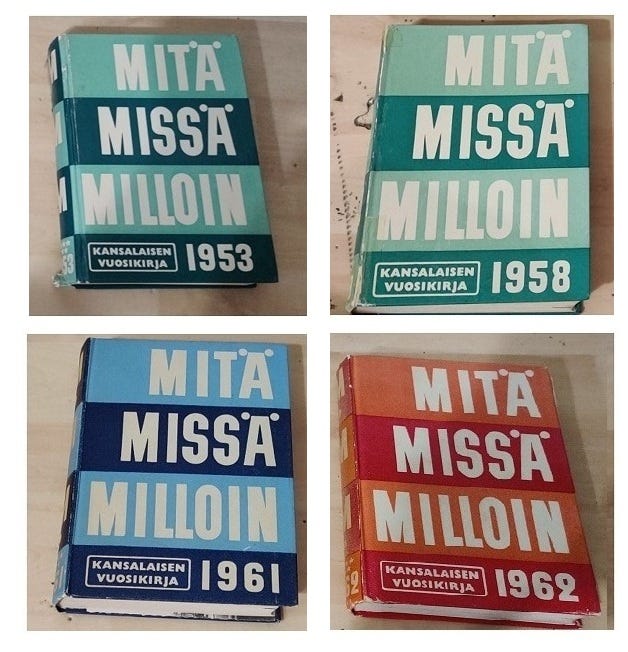 MITÄ
MISSÄ
MILLOIN
KANSALAISEN
VUOSIKIRJA
1953
MITÄ
MISSÄ
MILLOIN
KANSALAISEN
VUOSIKIRJA
1958
MITÄ
MISSÄ
MILLOIN
KANSALAISEN
VUOSIKIRJA
1961
MITÄ
MISSÄ
MILLOIN
KANSALAISEN
VUOSIKIRJA
1962